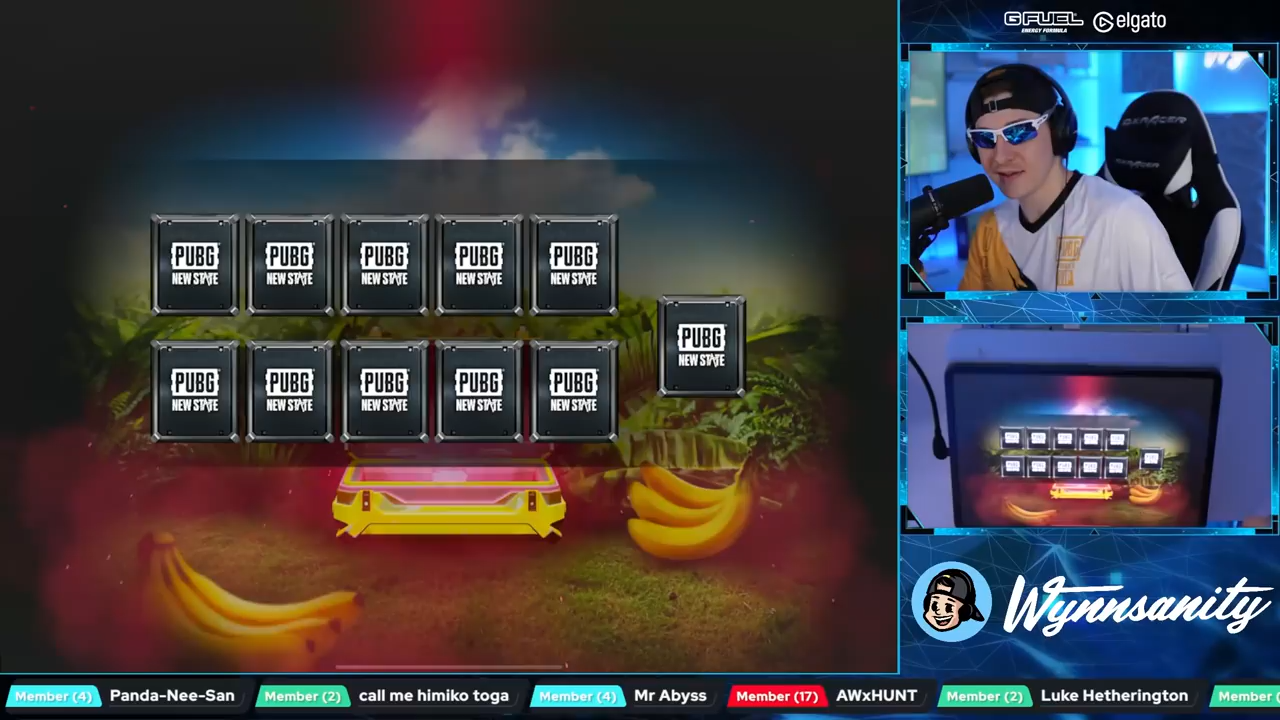 G FUEL
ENERGY FORMULA
elgato
DXRACER
DXRACER
PUBG
NEW STATE
PUBG
NEW STATE
PUBG
NEW STATE
PUBG
NEW STATE
PUBG
NEW STATE
PUBG
NEW STATE
PUBG
NEW STATE
PUBG
NEW STATE
PUBG
NEW STATE
PUBG
NEW STATE
PUBG
NEW STATE
Wynnsanity
Member (4) Panda-Nee-San Member (2) call me himiko toga Member (4) Mr Abyss Member (17) AWxHUNT Member (2) Luke Hetherington Member